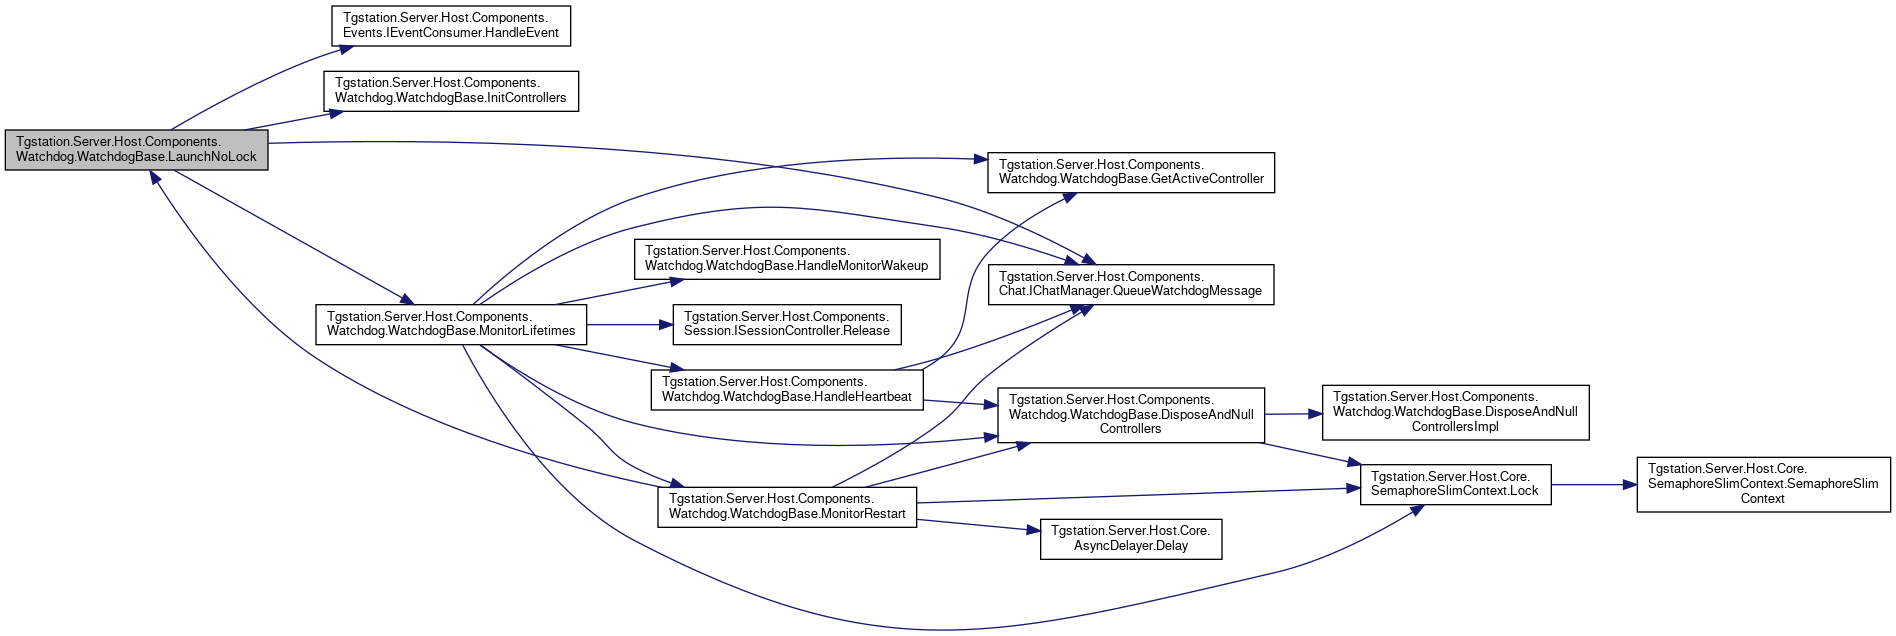 Tgstation.Server.Host.Components.
Events.IEventConsumer.HandleEvent
Tgstation.Server.Host.Components.
Watchdog.WatchdogBase.InitControllers
Tgstation.Server.Host.Components.
Watchdog.WatchdogBase.LaunchNoLock
Tgstation.Server.Host.Components.
Watchdog.WatchdogBase.GetActiveController
Tgstation.Server.Host.Components.
Watchdog.WatchdogBase.HandleMonitorWakeup
Tgstation.Server.Host.Components.
Chat.IChatManager.QueueWatchdogMessage
Tgstation.Server.Host.Components.
Watchdog.WatchdogBase.MonitorLifetimes
Tgstation.Server.Host.Components.
Session.ISessionController.Release
Tgstation.Server.Host.Components.
Watchdog.WatchdogBase.HandleHeartbeat
Tgstation.Server.Host.Components.
Watchdog.WatchdogBase.DisposeAndNull
Controllers
Tgstation.Server.Host.Components.
Watchdog.WatchdogBase.DisposeAndNull
ControllersImpl
Tgstation.Server.Host.Core.
SemaphoreSlimContext.Lock
Tgstation.Server.Host.Core.
SemaphoreSlimContext.SemaphoreSlim
Context
Tgstation.Server.Host.Components.
Watchdog.WatchdogBase.MonitorRestart
Tgstation.Server.Host.Core.
AsyncDelayer.Delay